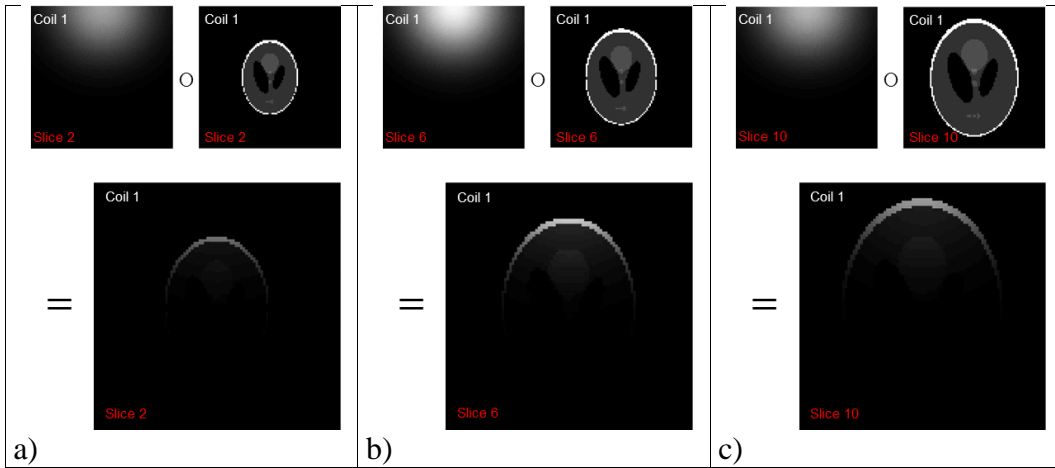 Coil 1
Slice 2
O
Coil 1
Slice 2
=
Coil 1
Slice 2
a)
Coil 1
Slice 6
O
Coil 1
Slice 6
=
Coil 1
Slice 6
b)
Coil 1
Slice 10
O
Coil 1
Slice 10
=
Coil 1
Slice 10
c)